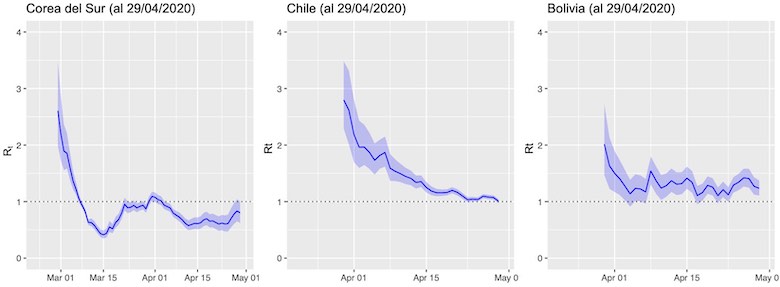 Corea del Sur (al 29/04/2020)
Rt
4
3
2
1
0
Mar 01 Mar 15 Apr 01 Apr 15 May 01
Chile (al 29/04/2020)
Rt
4
3
2
1
0
Apr 01 Apr 15 May 0
Bolivia (al 29/04/2020)
Rt
4
3
2
1
0
Apr 01 Apr 15 May 0